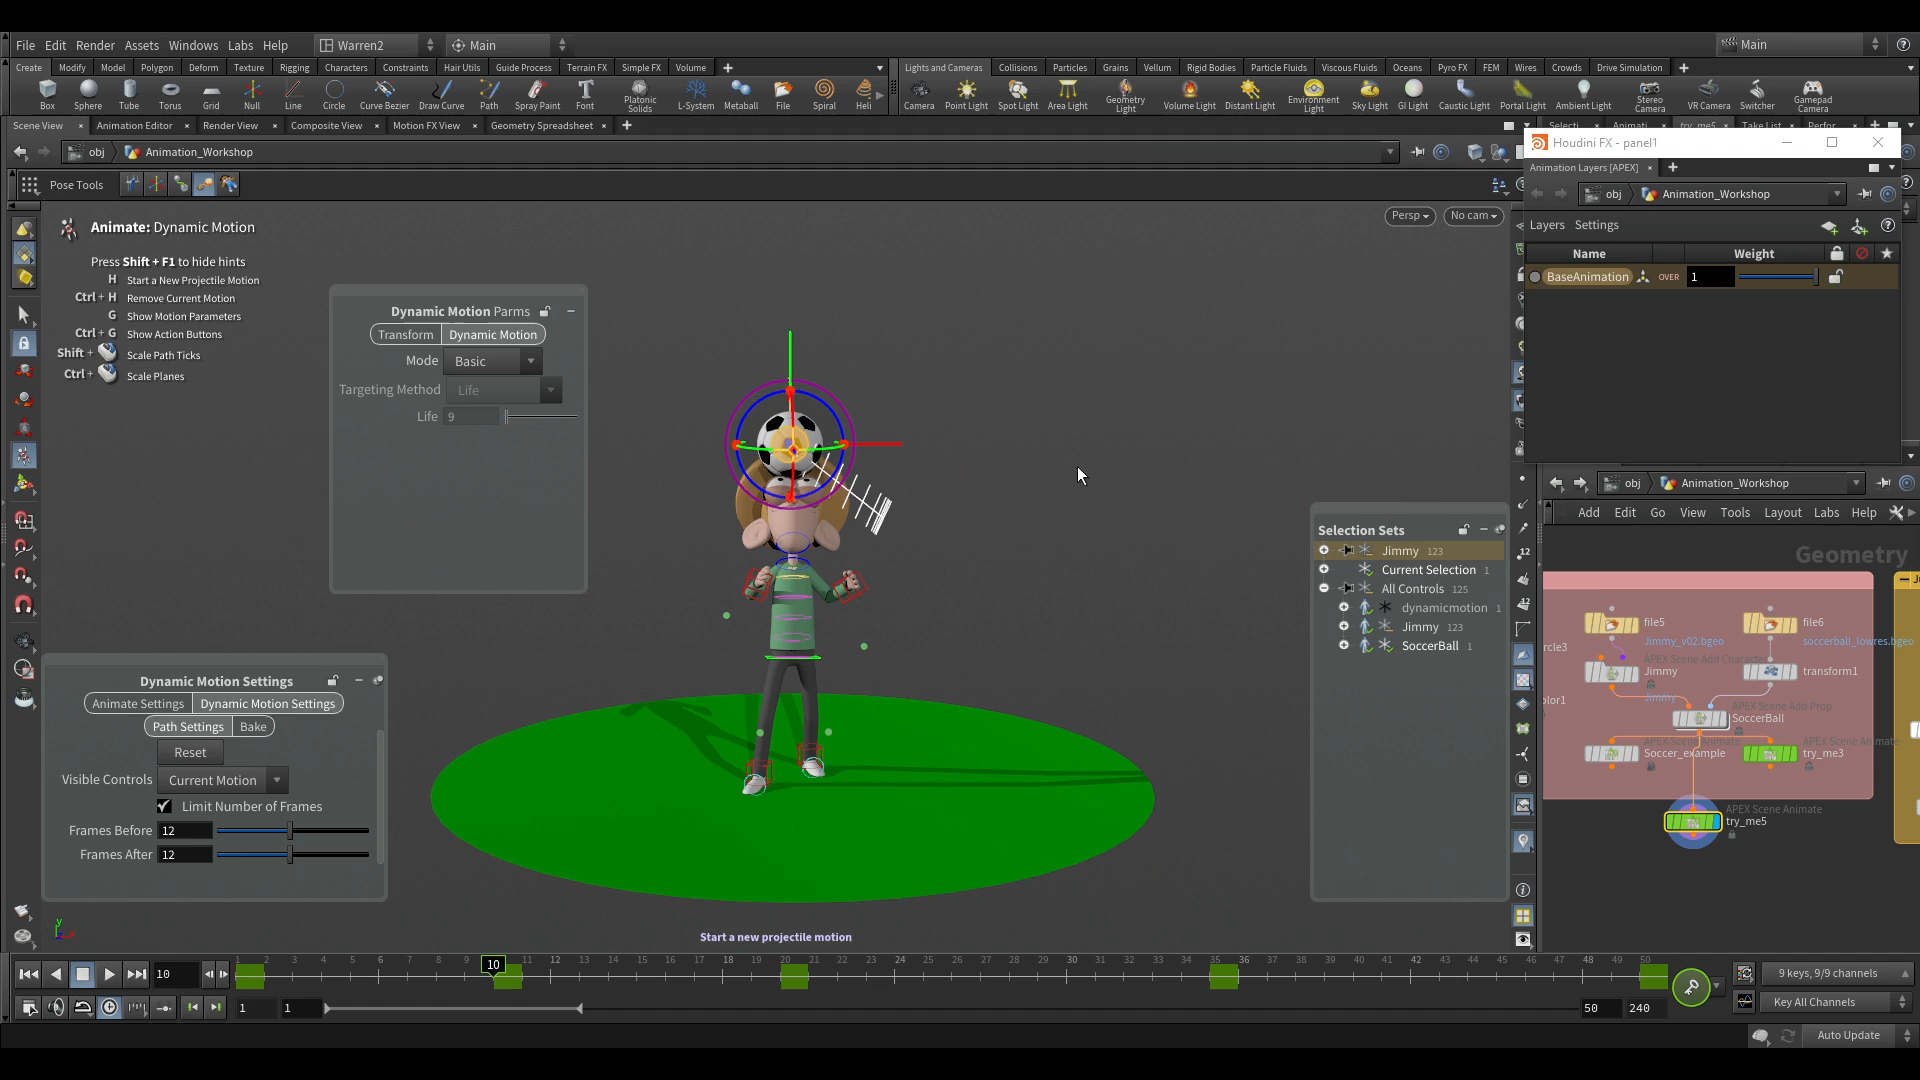 File Edit Render Assets Windows Labs Help Warren2 Main Main
Create Modify Model Polygon Deform Texture Rigging Characters Constraints Hair Utils Guide Process Terrain FX Simple FX Volume
Lights and Cameras Collisions Particles Grains Vellum Rigid Bodies Particle Fluids Viscous Fluids Oceans Pyro FX FEM Wires Crowds Drive Simulation
Box Sphere Tube Torus Grid Null Line Circle Curve Bezier Draw Curve Path Spray Paint Font Platonic Solids L-System Metaball File Spiral Heli
Camera Point Light Spot Light Area Light Geometry Light Volume Light Distant Light Environment Light Sky Light GI Light Caustic Light Portal Light Ambient Light Stereo Camera VR Camera Switcher Gamepad Camera
Scene View Animation Editor Render View Composite View Motion FX View Geometry Spreadsheet
Selecti Animati try_me5 Take List Perfor
obj Animation_Workshop
Houdini FX - panel1
Animation Layers [APEX]
obj Animation_Workshop
Layers Settings
Name Weight
BaseAnimation OVER 1
Pose Tools
Persp No cam
Animate: Dynamic Motion
Press Shift + F1 to hide hints
H Start a New Projectile Motion
Ctrl + H Remove Current Motion
G Show Motion Parameters
Ctrl + G Show Action Buttons
Shift + Scale Path Ticks
Ctrl + Scale Planes
Dynamic Motion Parms
Transform Dynamic Motion
Mode Basic
Targeting Method Life
Life 9
Dynamic Motion Settings
Animate Settings Dynamic Motion Settings
Path Settings Bake
Reset
Visible Controls Current Motion
Limit Number of Frames
Frames Before 12
Frames After 12
Selection Sets
Jimmy 123
Current Selection 1
All Controls 125
dynamicmotion 1
Jimmy 123
SoccerBall 1
y
Start a new projectile motion
obj Animation_Workshop
Add Edit Go View Tools Layout Labs Help
Geometry
file5 file6
Jimmy_v02.bgeo soccerball_lowres.bgeo
rcle3
APEX Scene Add Character
Jimmy transform1
Jimmy
olor1
APEX Scene Add Prop
SoccerBall
APEX Scene Animate APEX Scene Animate
Soccer_example try_me3
APEX Scene Animate
try_me5
10 10
1 2 3 4 5 6 7 8 9 11 12 13 14 15 16 17 18 19 20 21 22 23 24 25 26 27 28 29 30 31 32 33 34 35 36 37 38 39 40 41 42 43 44 45 46 47 48 49 50
9 keys, 9/9 channels
1 1 50 240
Key All Channels
Auto Update